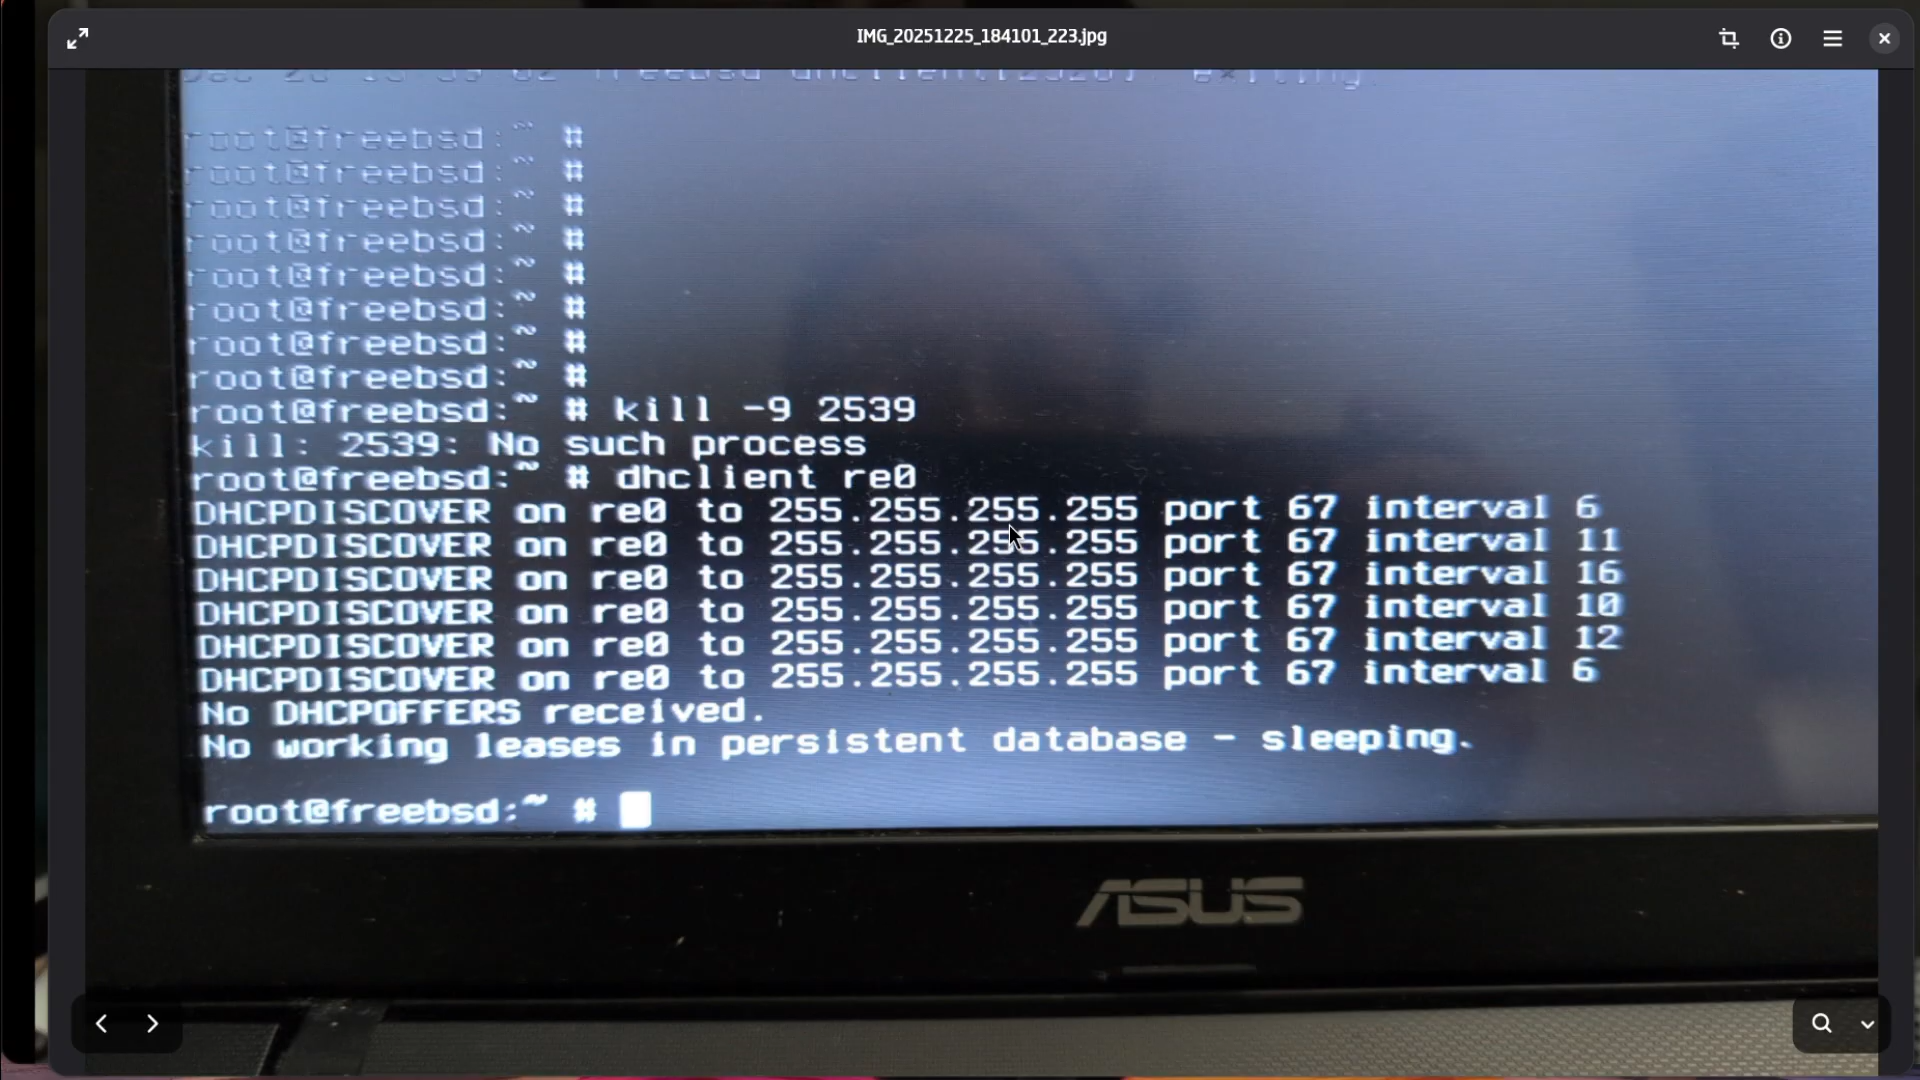 IMG_20251225_184101_223.jpg
root@freebsd:~ #
root@freebsd:~ #
root@freebsd:~ #
root@freebsd:~ #
root@freebsd:~ #
root@freebsd:~ #
root@freebsd:~ #
root@freebsd:~ #
root@freebsd:~ # kill -9 2539
kill: 2539: No such process
root@freebsd:~ # dhclient re0
DHCPDISCOVER on re0 to 255.255.255.255 port 67 interval 6
DHCPDISCOVER on re0 to 255.255.255.255 port 67 interval 11
DHCPDISCOVER on re0 to 255.255.255.255 port 67 interval 16
DHCPDISCOVER on re0 to 255.255.255.255 port 67 interval 10
DHCPDISCOVER on re0 to 255.255.255.255 port 67 interval 12
DHCPDISCOVER on re0 to 255.255.255.255 port 67 interval 6
No DHCPOFFERS received.
No working leases in persistent database - sleeping.
root@freebsd:~ #
ASUS